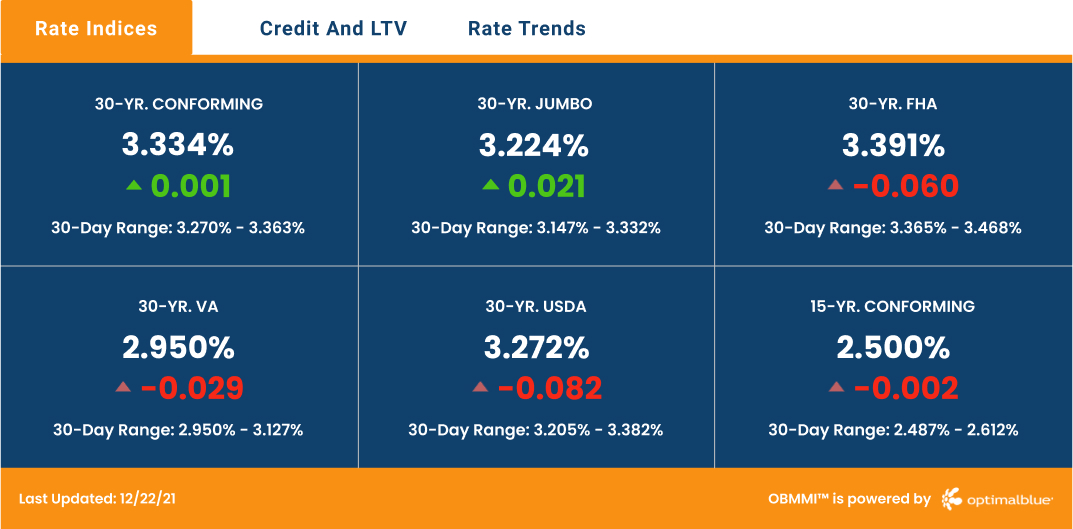 Rate Indices
Credit And LTV
Rate Trends
30-YR. CONFORMING
3.334%
0.001
30-Day Range: 3.270% - 3.363%
30-YR. JUMBO
3.224%
0.021
30-Day Range: 3.147% - 3.332%
30-YR. FHA
3.391%
-0.060
30-Day Range: 3.365% - 3.468%
30-YR. VA
2.950%
-0.029
30-Day Range: 2.950% - 3.127%
30-YR. USDA
3.272%
-0.082
30-Day Range: 3.205% - 3.382%
15-YR. CONFORMING
2.500%
-0.002
30-Day Range: 2.487% - 2.612%
Last Updated: 12/22/21
OBMMI™ is powered by optimalblue